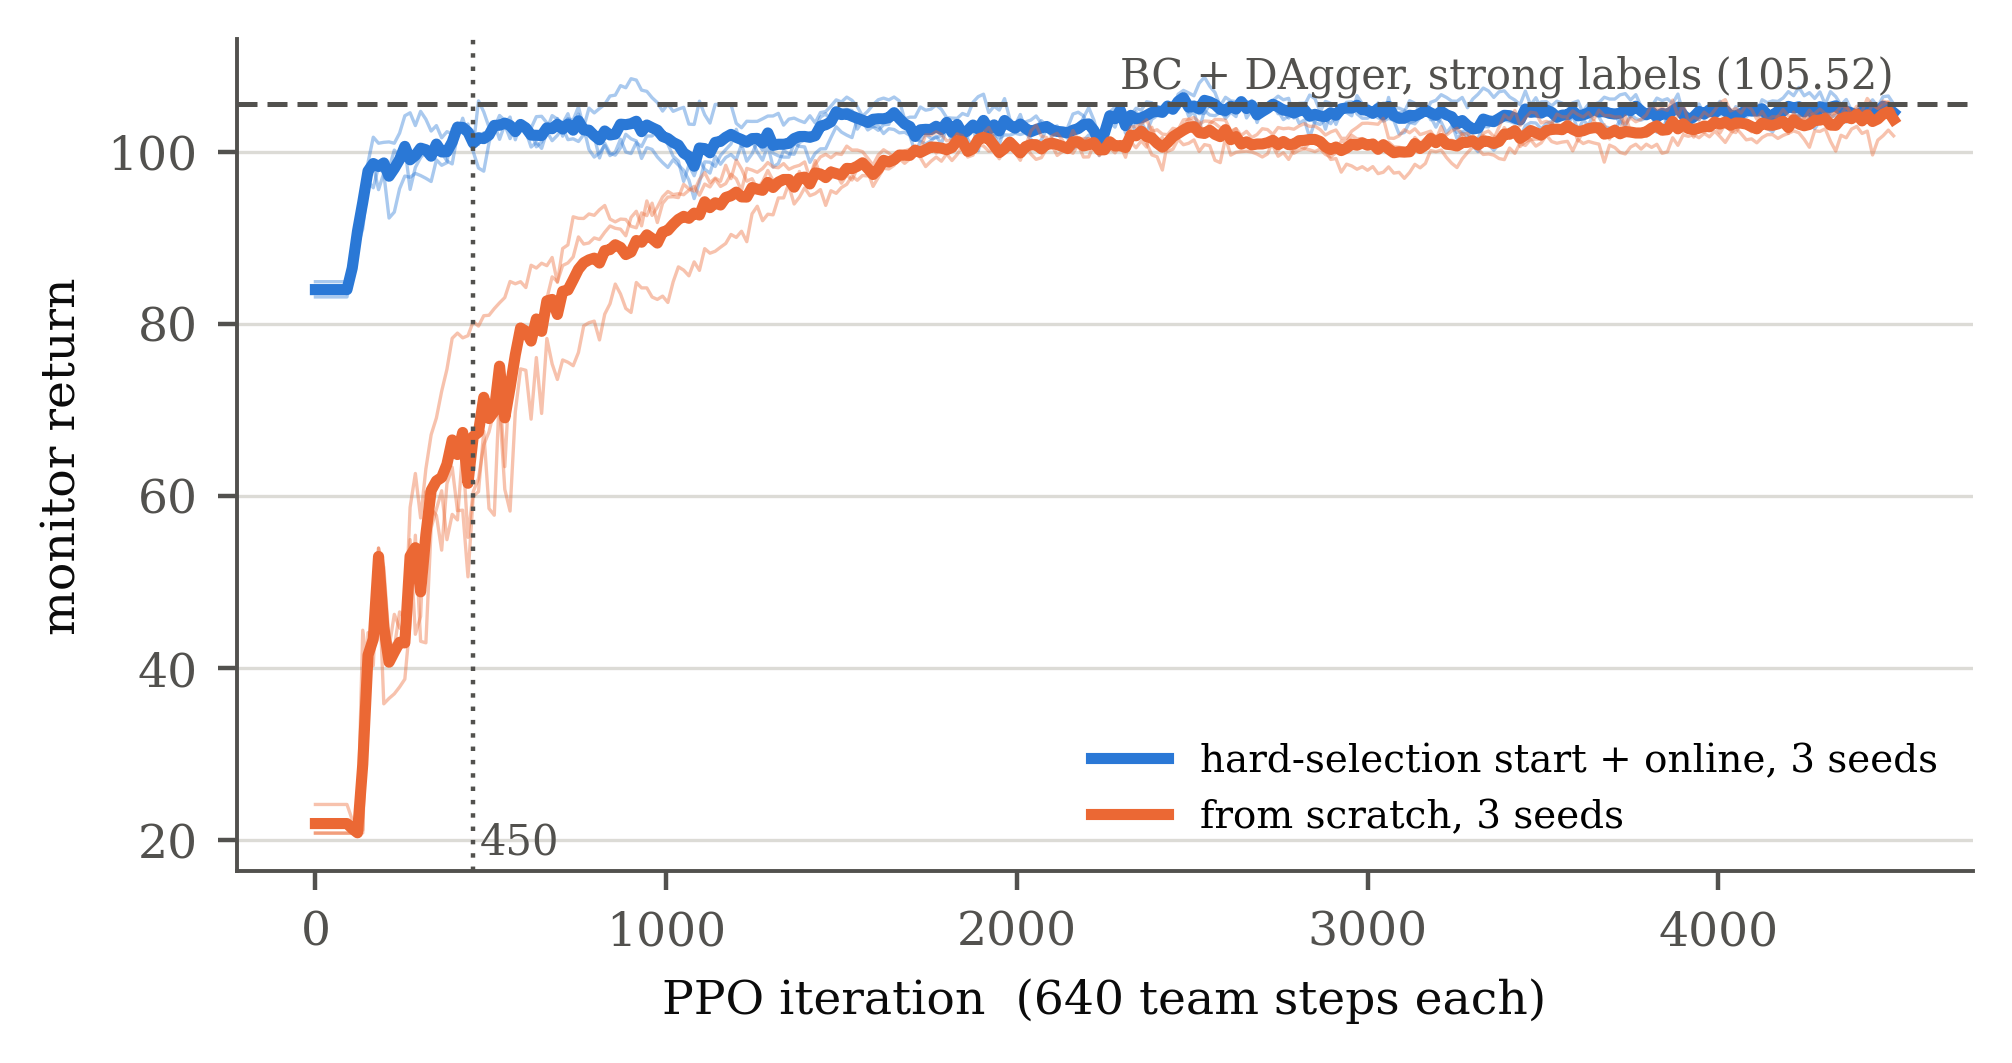 BC + DAgger, strong labels (105.52)
monitor return
100
80
60
40
20
450
hard-selection start + online, 3 seeds
from scratch, 3 seeds
0 1000 2000 3000 4000
PPO iteration (640 team steps each)